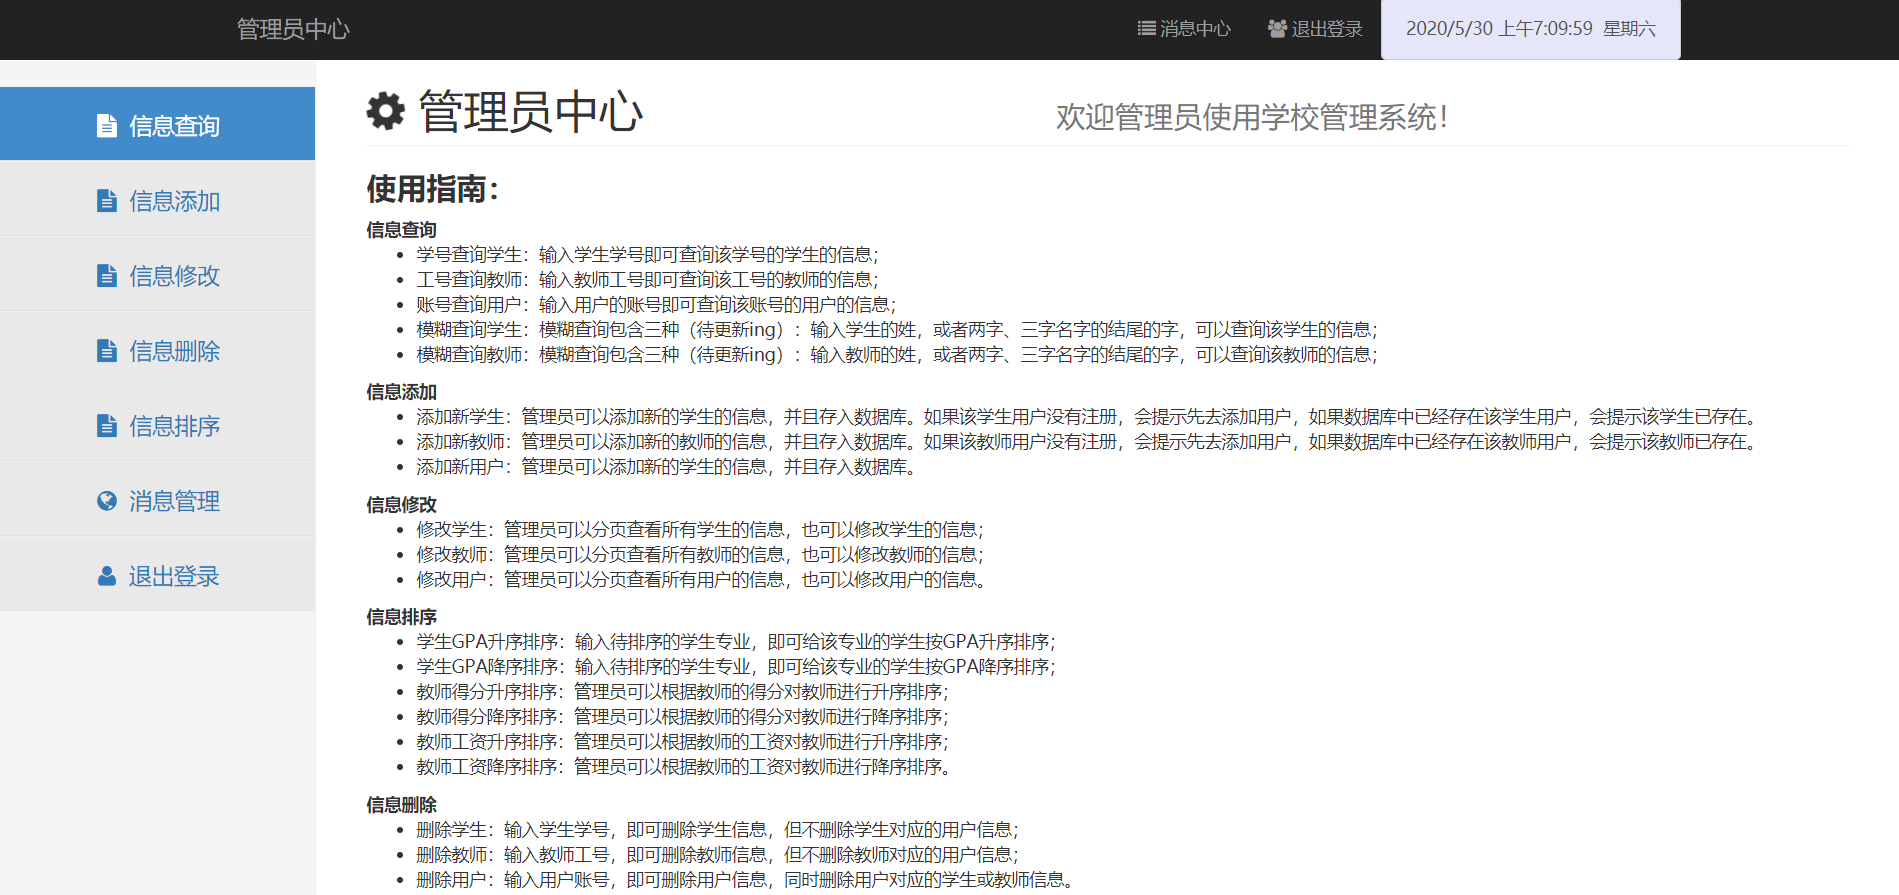 管理员中心
消息中心
退出登录
2020/5/30 上午7:09:59 星期六
信息查询
信息添加
信息修改
信息删除
信息排序
消息管理
退出登录
管理员中心
欢迎管理员使用学校管理系统!
使用指南：
信息查询
学号查询学生：输入学生学号即可查询该学号的学生的信息；
工号查询教师：输入教师工号即可查询该工号的教师的信息；
账号查询用户：输入用户的账号即可查询该账号的用户的信息；
模糊查询学生：模糊查询包含三种（待更新ing）：输入学生的姓，或者两字、三字名字的结尾的字，可以查询该学生的信息；
模糊查询教师：模糊查询包含三种（待更新ing）：输入教师的姓，或者两字、三字名字的结尾的字，可以查询该教师的信息；
信息添加
添加新学生：管理员可以添加新的学生的信息，并且存入数据库。如果该学生用户没有注册，会提示先去添加用户，如果数据库中已经存在该学生用户，会提示该学生已存在。
添加新教师：管理员可以添加新的教师的信息，并且存入数据库。如果该教师用户没有注册，会提示先去添加用户，如果数据库中已经存在该教师用户，会提示该教师已存在。
添加新用户：管理员可以添加新的学生的信息，并且存入数据库。
信息修改
修改学生：管理员可以分页查看所有学生的信息，也可以修改学生的信息；
修改教师：管理员可以分页查看所有教师的信息，也可以修改教师的信息；
修改用户：管理员可以分页查看所有用户的信息，也可以修改用户的信息。
信息排序
学生GPA升序排序：输入待排序的学生专业，即可给该专业的学生按GPA升序排序；
学生GPA降序排序：输入待排序的学生专业，即可给该专业的学生按GPA降序排序；
教师得分升序排序：管理员可以根据教师的得分对教师进行升序排序；
教师得分降序排序：管理员可以根据教师的得分对教师进行降序排序；
教师工资升序排序：管理员可以根据教师的工资对教师进行升序排序；
教师工资降序排序：管理员可以根据教师的工资对教师进行降序排序。
信息删除
删除学生：输入学生学号，即可删除学生信息，但不删除学生对应的用户信息；
删除教师：输入教师工号，即可删除教师信息，但不删除教师对应的用户信息；
删除用户：输入用户账号，即可删除用户信息，同时删除用户对应的学生或教师信息。